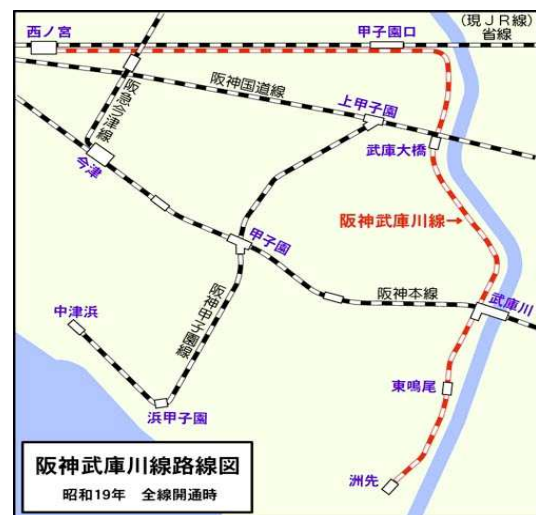 西ノ宮
甲子園口
(現JR線)
省線
阪神国道線
上甲子園
阪急今津線
武庫大橋
今津
阪神武庫川線→
甲子園
阪神本線
武庫川
中津浜
阪神甲子園線
東鳴尾
浜甲子園
洲先
阪神武庫川線路線図
昭和19年 全線開通時